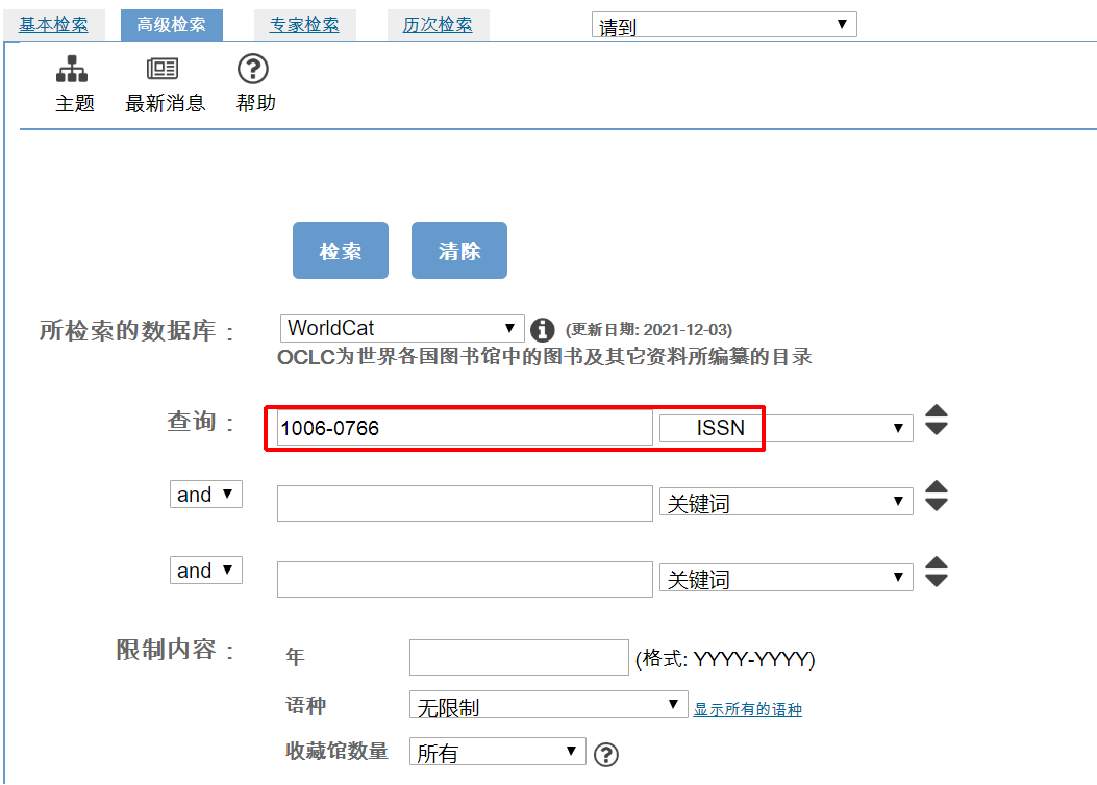 基本检索 高级检索 专家检索 历次检索 请到
主题 最新消息 帮助
检索 清除
所检索的数据库： WorldCat (更新日期: 2021-12-03)
OCLC为世界各国图书馆中的图书及其它资料所编纂的目录
查询： 1006-0766 ISSN
and 关键词
and 关键词
限制内容： 年 (格式: YYYY-YYYY)
语种 无限制 显示所有的语种
收藏馆数量 所有